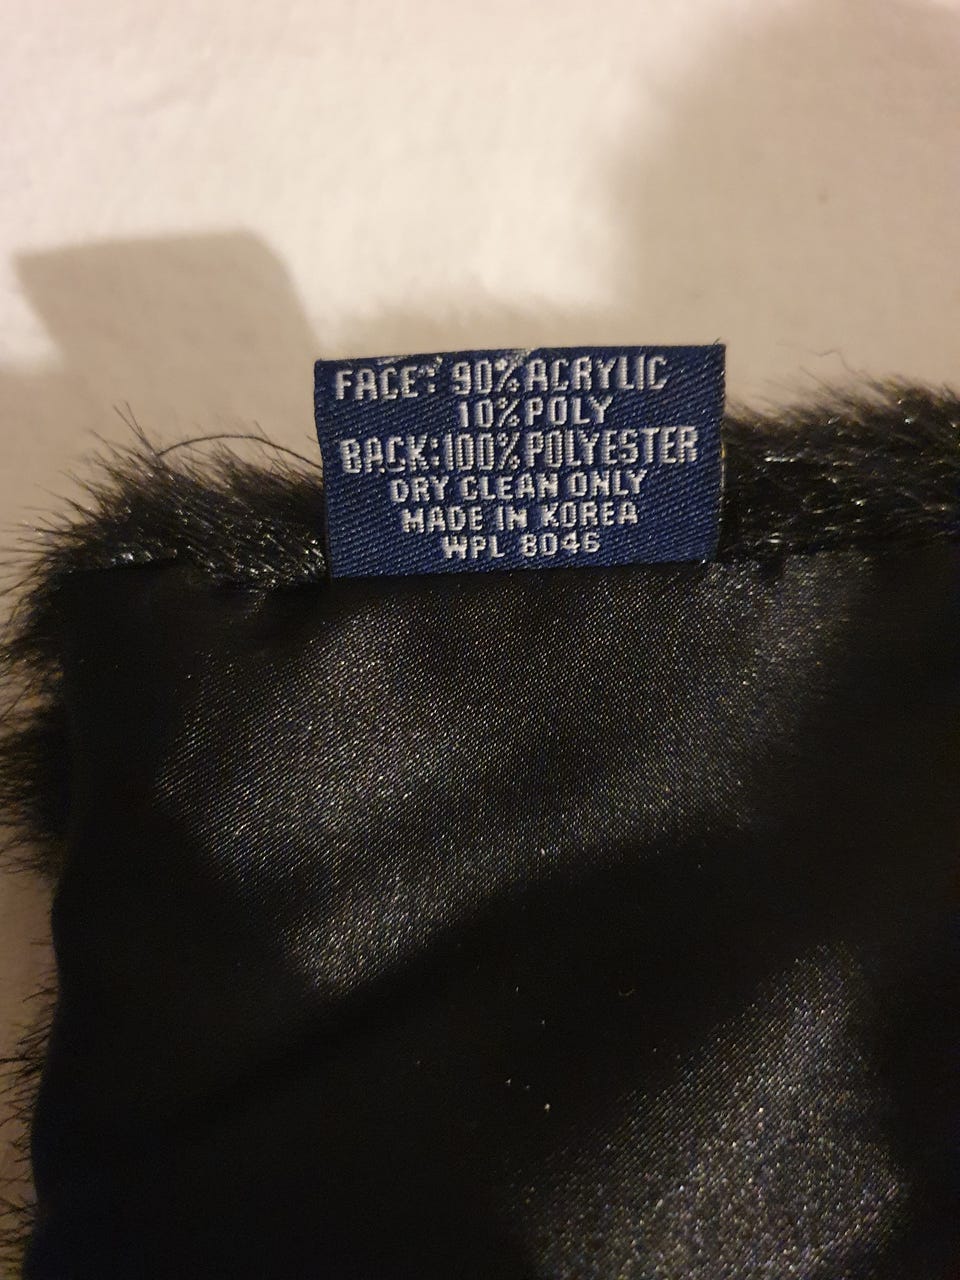 FACE: 90% ACRYLIC
10% POLY
BACK: 100% POLYESTER
DRY CLEAN ONLY
MADE IN KOREA
WPL 8046